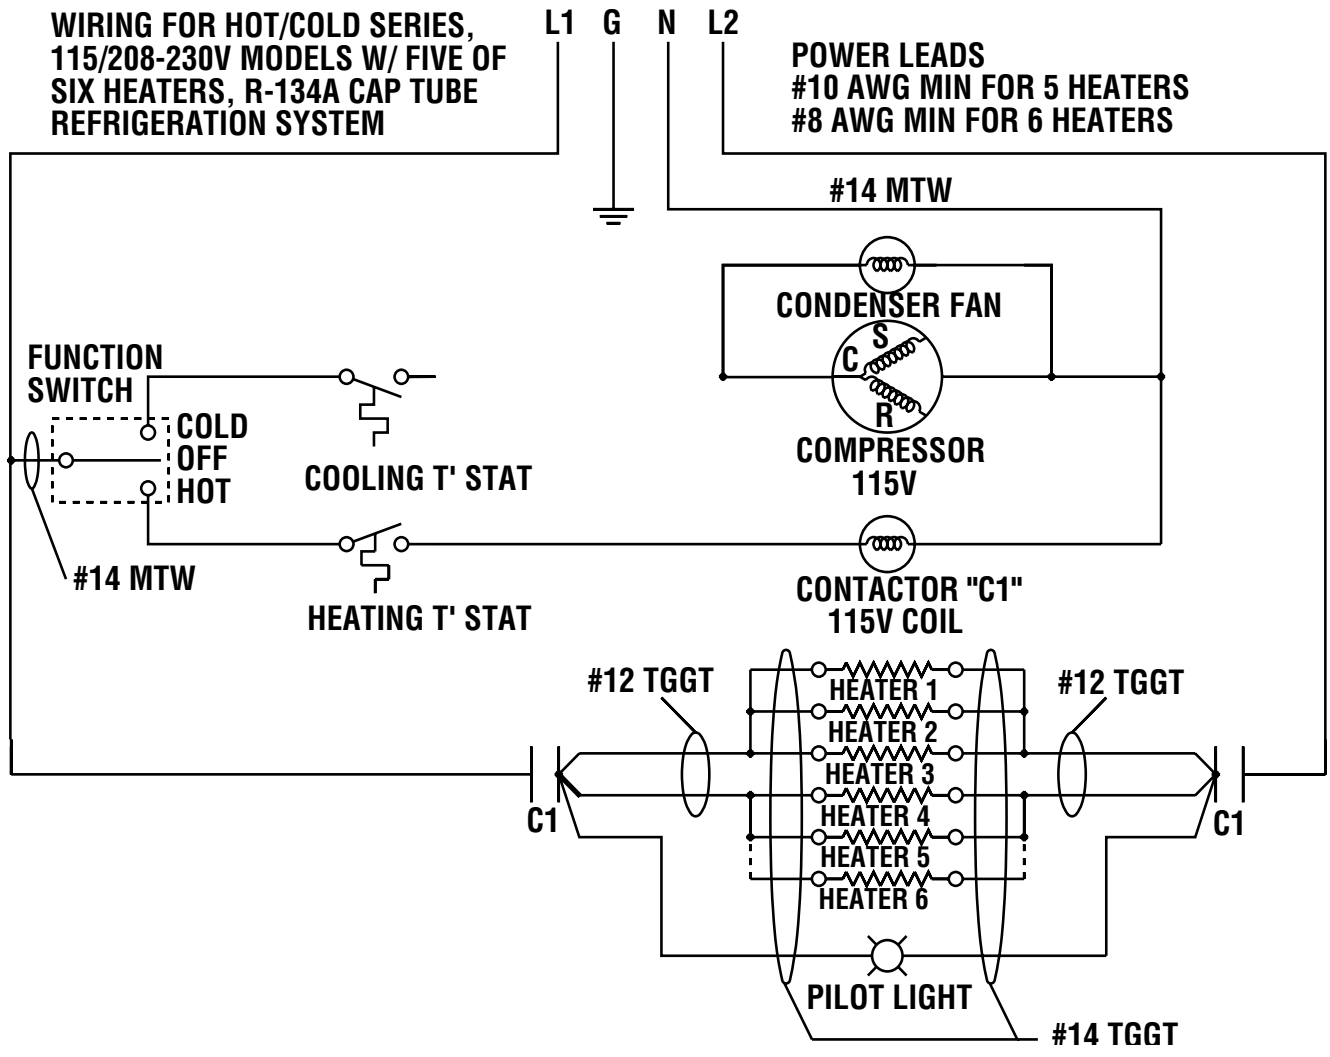 WIRING FOR HOT/COLD SERIES,
115/208-230V MODELS W/ FIVE OF
SIX HEATERS, R-134A CAP TUBE
REFRIGERATION SYSTEM
L1 G N L2
POWER LEADS
#10 AWG MIN FOR 5 HEATERS
#8 AWG MIN FOR 6 HEATERS
#14 MTW
CONDENSER FAN
S
C
R
COMPRESSOR
115V
FUNCTION
SWITCH
COLD
OFF
HOT
COOLING T' STAT
#14 MTW
HEATING T' STAT
CONTACTOR "C1"
115V COIL
#12 TGGT
#12 TGGT
HEATER 1
HEATER 2
HEATER 3
HEATER 4
HEATER 5
HEATER 6
C1
C1
PILOT LIGHT
#14 TGGT